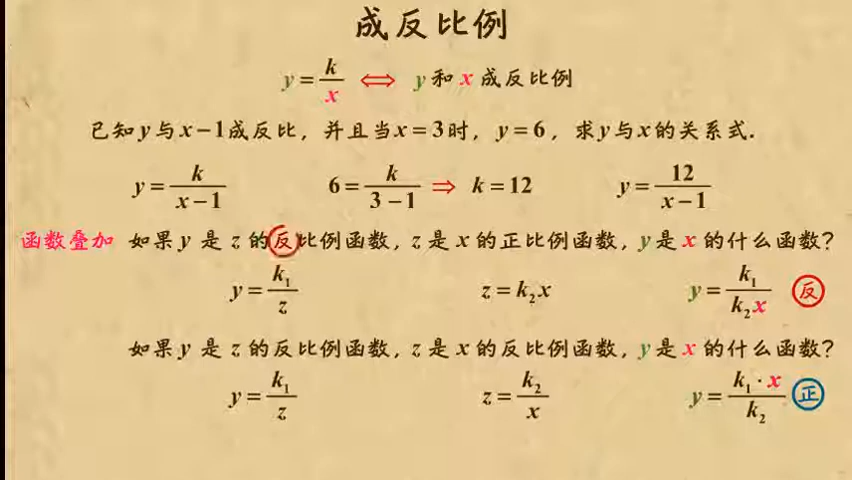 成反比例
y = k/x ⟺ y 和 x 成反比例
已知 y 与 x − 1 成反比，并且当 x = 3 时，y = 6，求 y 与 x 的关系式.
y = k/(x − 1)　6 = k/(3 − 1) ⇒ k = 12　y = 12/(x − 1)
函数叠加 如果 y 是 z 的反比例函数，z 是 x 的正比例函数，y 是 x 的什么函数？
y = k₁/z　z = k₂x　y = k₁/(k₂x)　反
如果 y 是 z 的反比例函数，z 是 x 的反比例函数，y 是 x 的什么函数？
y = k₁/z　z = k₂/x　y = (k₁ · x)/k₂　正